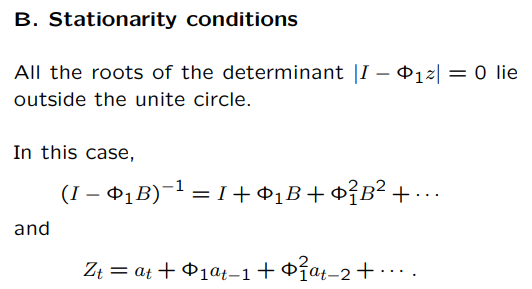 B. Stationarity conditions
All the roots of the determinant |I − Φ₁z| = 0 lie
outside the unite circle.
In this case,
(I − Φ₁B)⁻¹ = I + Φ₁B + Φ₁²B² + ⋯
and
Zₜ = aₜ + Φ₁aₜ₋₁ + Φ₁²aₜ₋₂ + ⋯ .